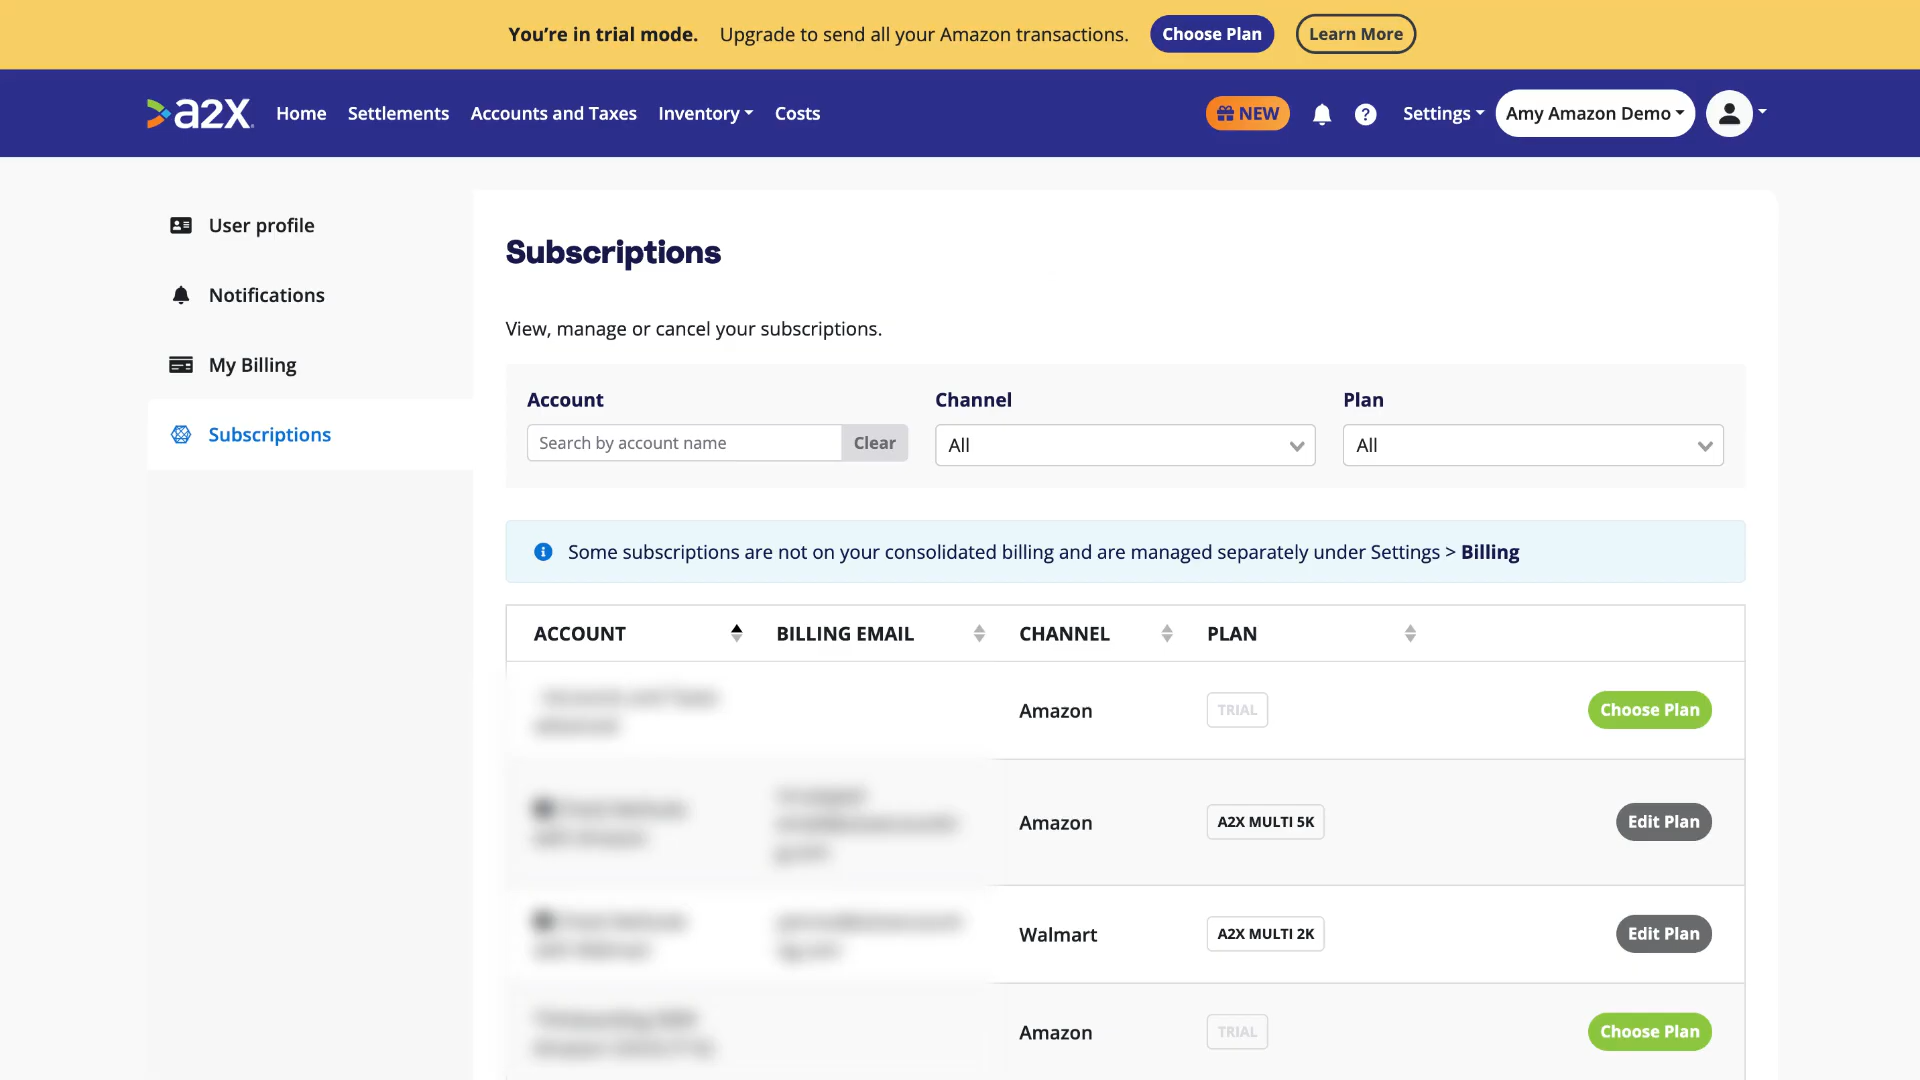 You're in trial mode. Upgrade to send all your Amazon transactions. Choose Plan Learn More
a2X Home Settlements Accounts and Taxes Inventory Costs NEW ? Settings Amy Amazon Demo
User profile
Notifications
My Billing
Subscriptions
Subscriptions
View, manage or cancel your subscriptions.
Account Channel Plan
Search by account name Clear All All
Some subscriptions are not on your consolidated billing and are managed separately under Settings > Billing
ACCOUNT BILLING EMAIL CHANNEL PLAN
Amazon TRIAL Choose Plan
Amazon A2X MULTI 5K Edit Plan
Walmart A2X MULTI 2K Edit Plan
Amazon TRIAL Choose Plan